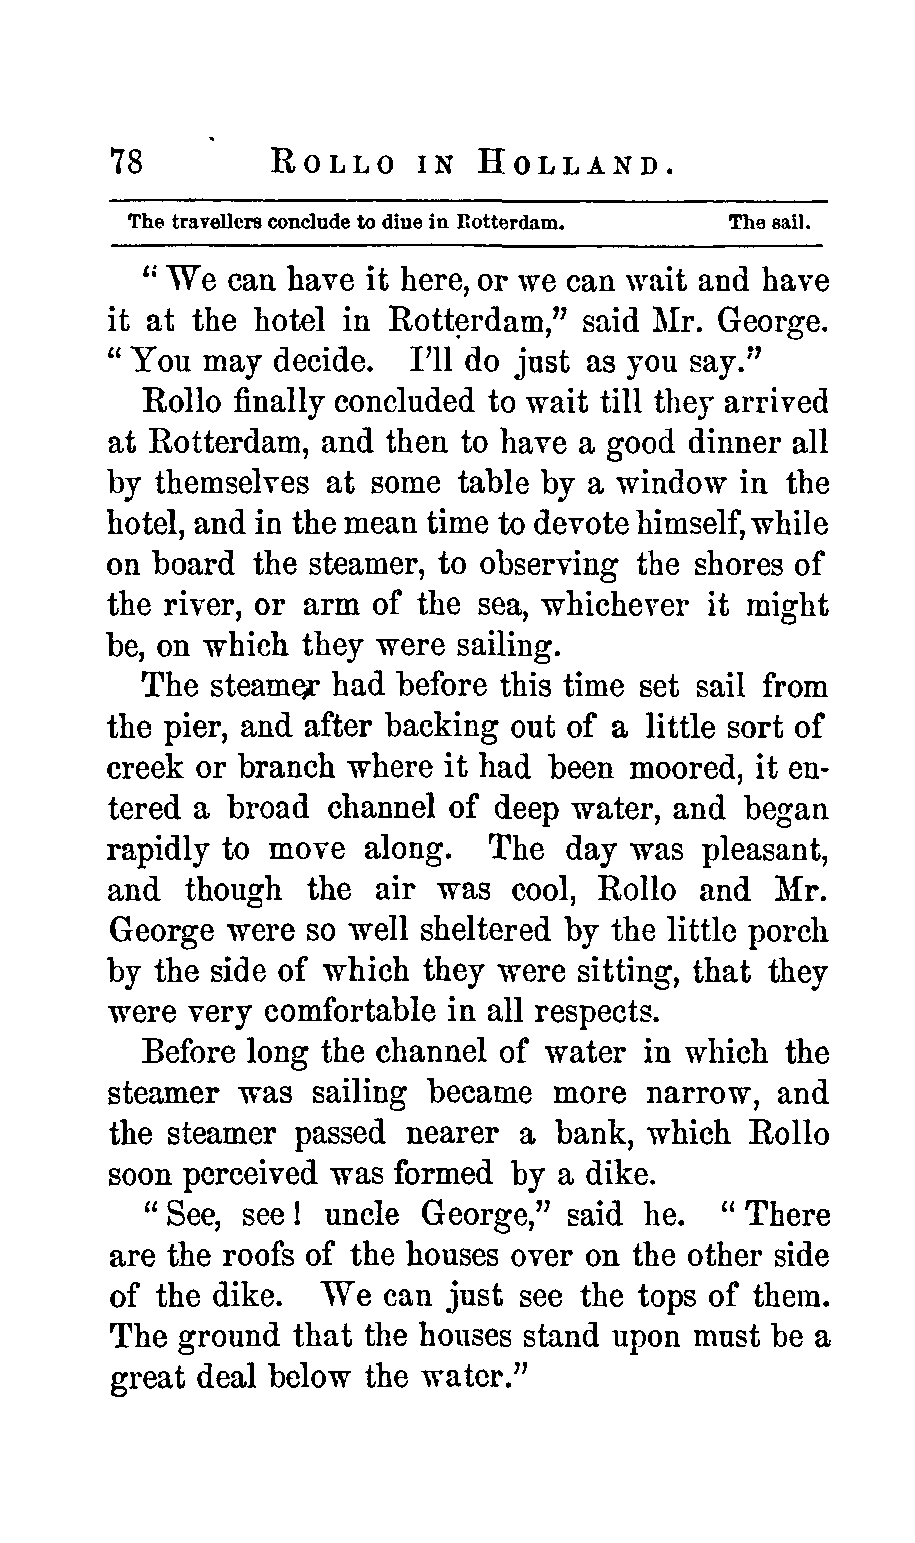 78 ROLLO IN HOLLAND.
The travellers conclude to dine in Rotterdam. The sail.
"We can have it here, or we can wait and have
it at the hotel in Rotterdam," said Mr. George.
"You may decide. I'll do just as you say."
Rollo finally concluded to wait till they arrived
at Rotterdam, and then to have a good dinner all
by themselves at some table by a window in the
hotel, and in the mean time to devote himself, while
on board the steamer, to observing the shores of
the river, or arm of the sea, whichever it might
be, on which they were sailing.
The steamer had before this time set sail from
the pier, and after backing out of a little sort of
creek or branch where it had been moored, it en-
tered a broad channel of deep water, and began
rapidly to move along. The day was pleasant,
and though the air was cool, Rollo and Mr.
George were so well sheltered by the little porch
by the side of which they were sitting, that they
were very comfortable in all respects.
Before long the channel of water in which the
steamer was sailing became more narrow, and
the steamer passed nearer a bank, which Rollo
soon perceived was formed by a dike.
"See, see! uncle George," said he. "There
are the roofs of the houses over on the other side
of the dike. We can just see the tops of them.
The ground that the houses stand upon must be a
great deal below the water."